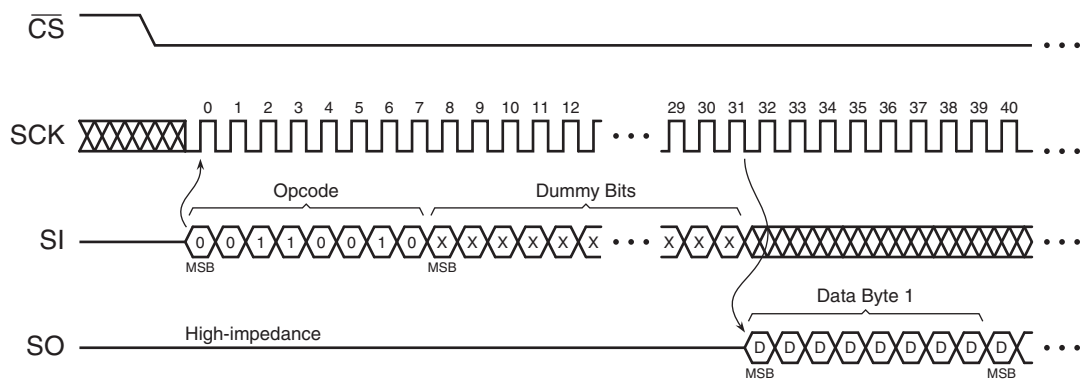 CS
0 1 2 3 4 5 6 7 8 9 10 11 12 29 30 31 32 33 34 35 36 37 38 39 40
SCK
Opcode Dummy Bits
SI 0 0 1 1 0 0 1 0 X X X X X X X X X
MSB MSB
Data Byte 1
High-impedance
SO D D D D D D D D D
MSB MSB